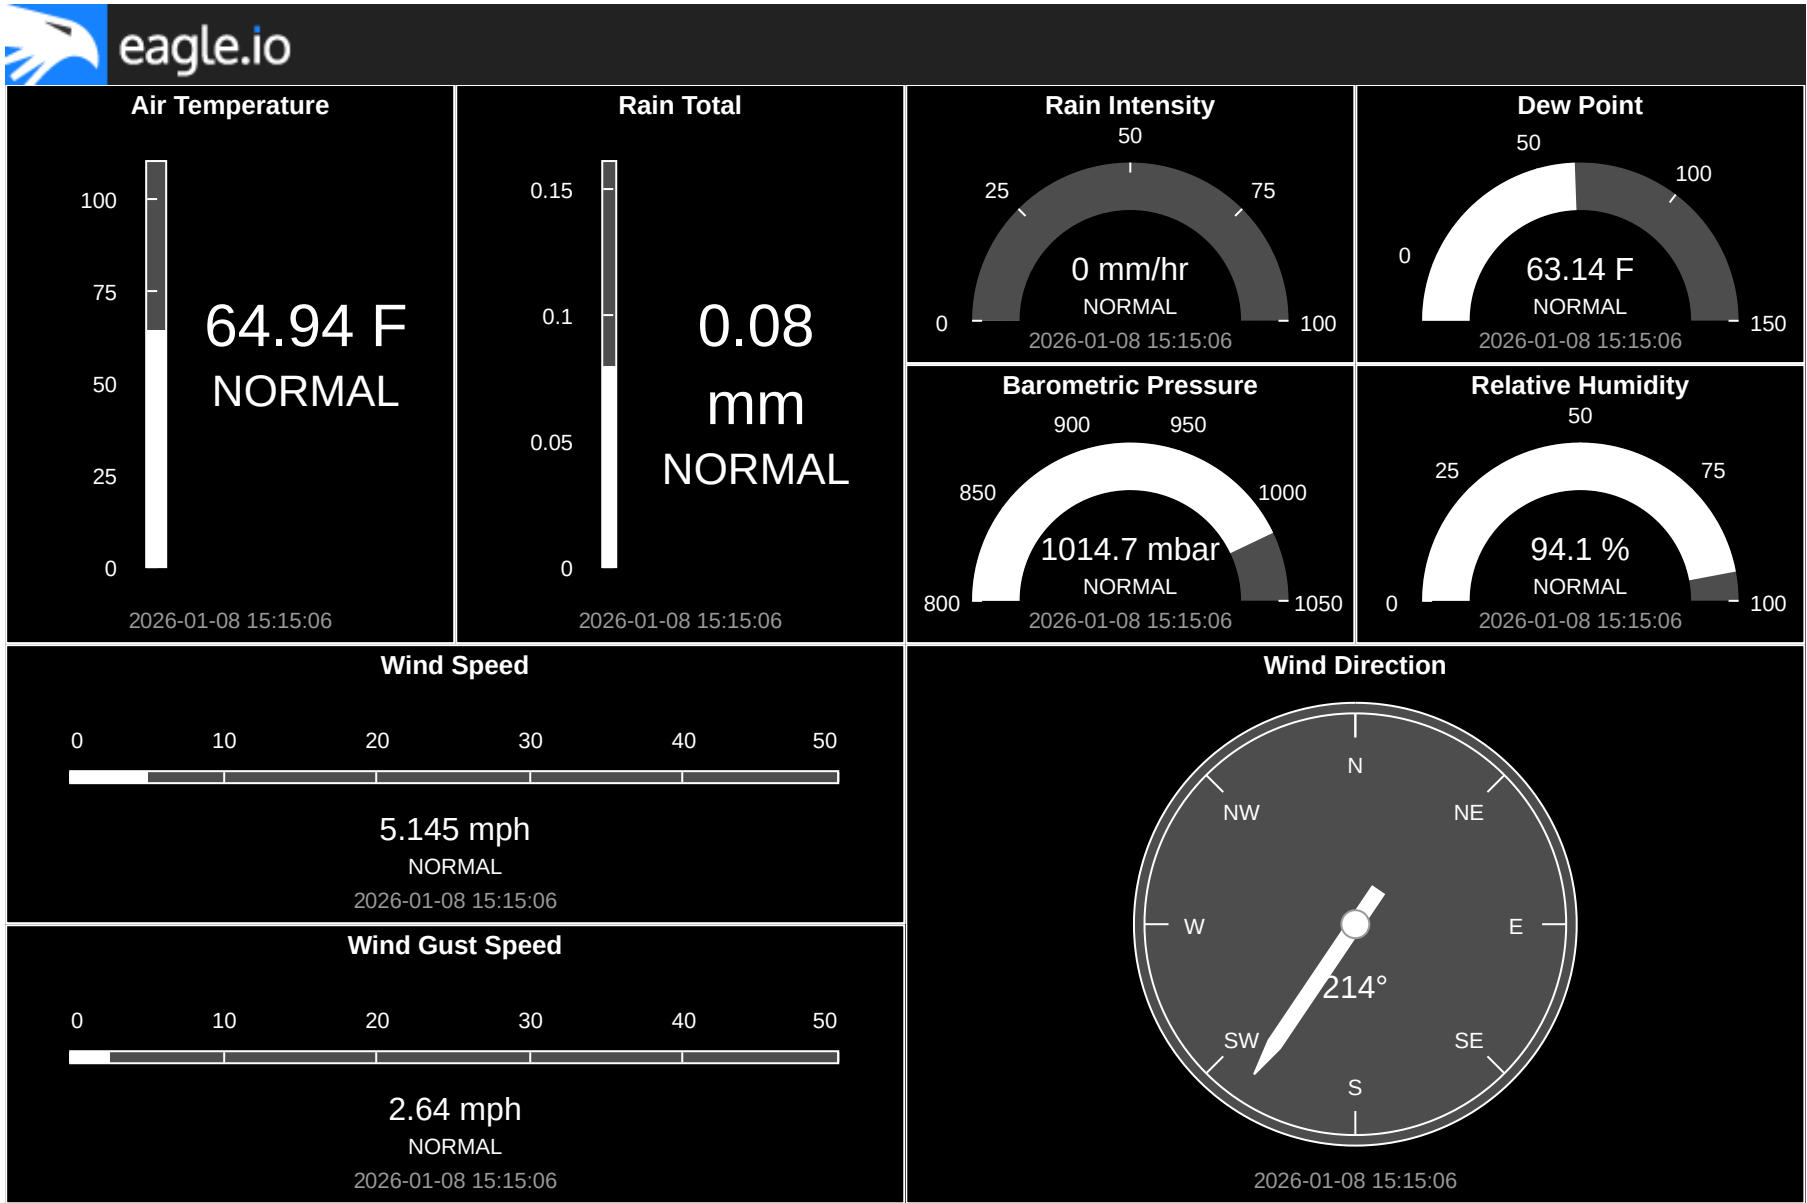 eagle.io
Air Temperature
100
75
50
25
0
64.94 F
NORMAL
2026-01-08 15:15:06
Rain Total
0.15
0.1
0.05
0
0.08
mm
NORMAL
2026-01-08 15:15:06
Rain Intensity
0
25
50
75
100
0 mm/hr
NORMAL
2026-01-08 15:15:06
Dew Point
0
50
100
150
63.14 F
NORMAL
2026-01-08 15:15:06
Barometric Pressure
800
850
900
950
1000
1050
1014.7 mbar
NORMAL
2026-01-08 15:15:06
Relative Humidity
0
25
50
75
100
94.1 %
NORMAL
2026-01-08 15:15:06
Wind Speed
0 10 20 30 40 50
5.145 mph
NORMAL
2026-01-08 15:15:06
Wind Gust Speed
0 10 20 30 40 50
2.64 mph
NORMAL
2026-01-08 15:15:06
Wind Direction
N
NW NE
W E
214°
SW SE
S
2026-01-08 15:15:06